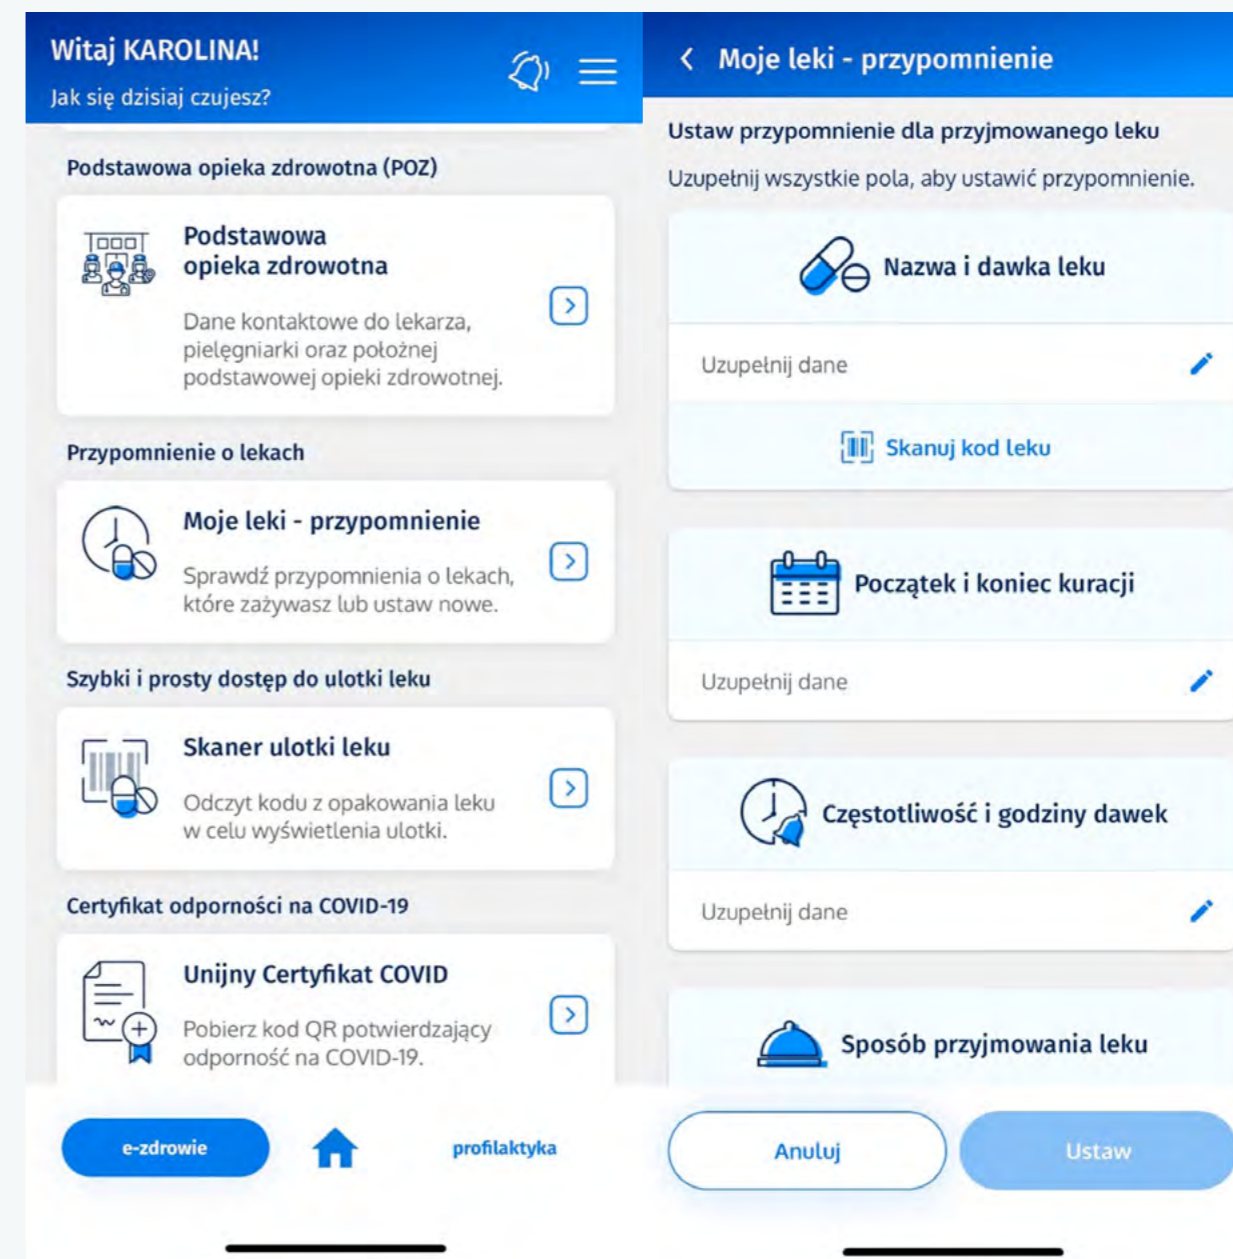 Witaj KAROLINA!
Jak się dzisiaj czujesz?
Podstawowa opieka zdrowotna (POZ)
Podstawowa
opieka zdrowotna
Dane kontaktowe do lekarza,
pielęgniarki oraz położnej
podstawowej opieki zdrowotnej.
Przypomnienie o lekach
Moje leki - przypomnienie
Sprawdź przypomnienia o lekach,
które zażywasz lub ustaw nowe.
Szybki i prosty dostęp do ulotki leku
Skaner ulotki leku
Odczyt kodu z opakowania leku
w celu wyświetlenia ulotki.
Certyfikat odporności na COVID-19
Unijny Certyfikat COVID
Pobierz kod QR potwierdzający
odporność na COVID-19.
e-zdrowie
profilaktyka
Moje leki - przypomnienie
Ustaw przypomnienie dla przyjmowanego leku
Uzupełnij wszystkie pola, aby ustawić przypomnienie.
Nazwa i dawka leku
Uzupełnij dane
Skanuj kod leku
Początek i koniec kuracji
Uzupełnij dane
Częstotliwość i godziny dawek
Uzupełnij dane
Sposób przyjmowania leku
Anuluj
Ustaw